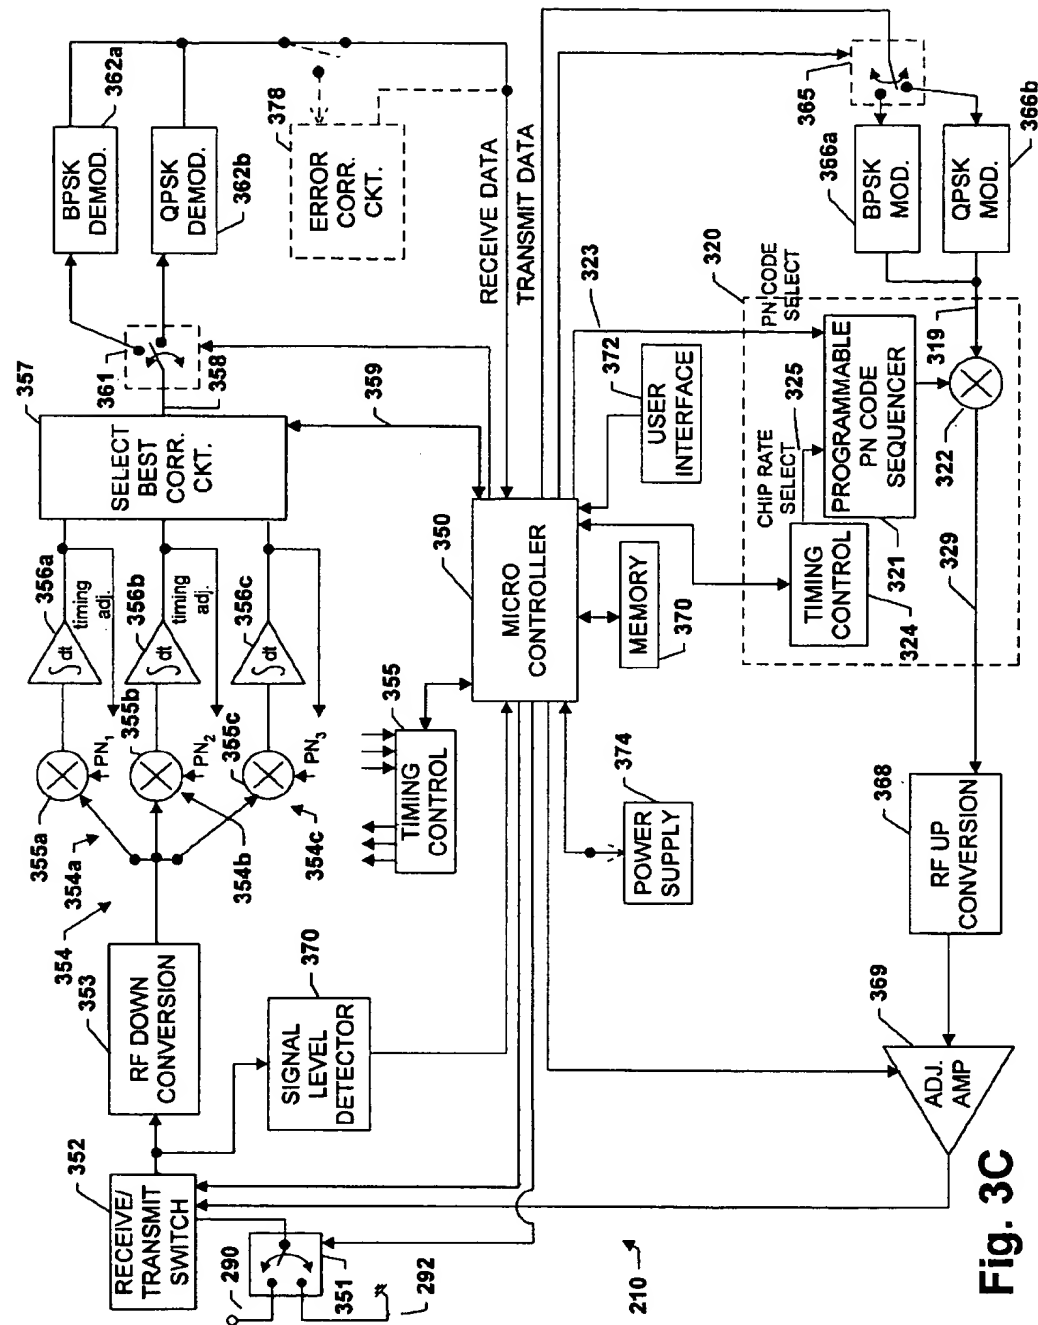 290
292
351
RECEIVE/
TRANSMIT
SWITCH
352
RF DOWN
CONVERSION
353
354
SIGNAL
LEVEL
DETECTOR
370
354a
354b
354c
355a
355b
355c
PN1
PN2
PN3
∫dt
356a
timing
adj.
∫dt
356b
timing
adj.
∫dt
356c
SELECT
BEST
CORR.
CKT.
357
358
359
361
BPSK
DEMOD.
362a
QPSK
DEMOD.
362b
ERROR
CORR.
CKT.
378
RECEIVE DATA
TRANSMIT DATA
TIMING
CONTROL
355
MICRO
CONTROLLER
350
POWER
SUPPLY
374
MEMORY
370
USER
INTERFACE
372
323
320
PN CODE
SELECT
CHIP RATE
SELECT
325
TIMING
CONTROL
324
PROGRAMMABLE
PN CODE
SEQUENCER
321
322
319
329
365
BPSK
MOD.
366a
QPSK
MOD.
366b
RF UP
CONVERSION
368
ADJ.
AMP
369
210
Fig. 3C